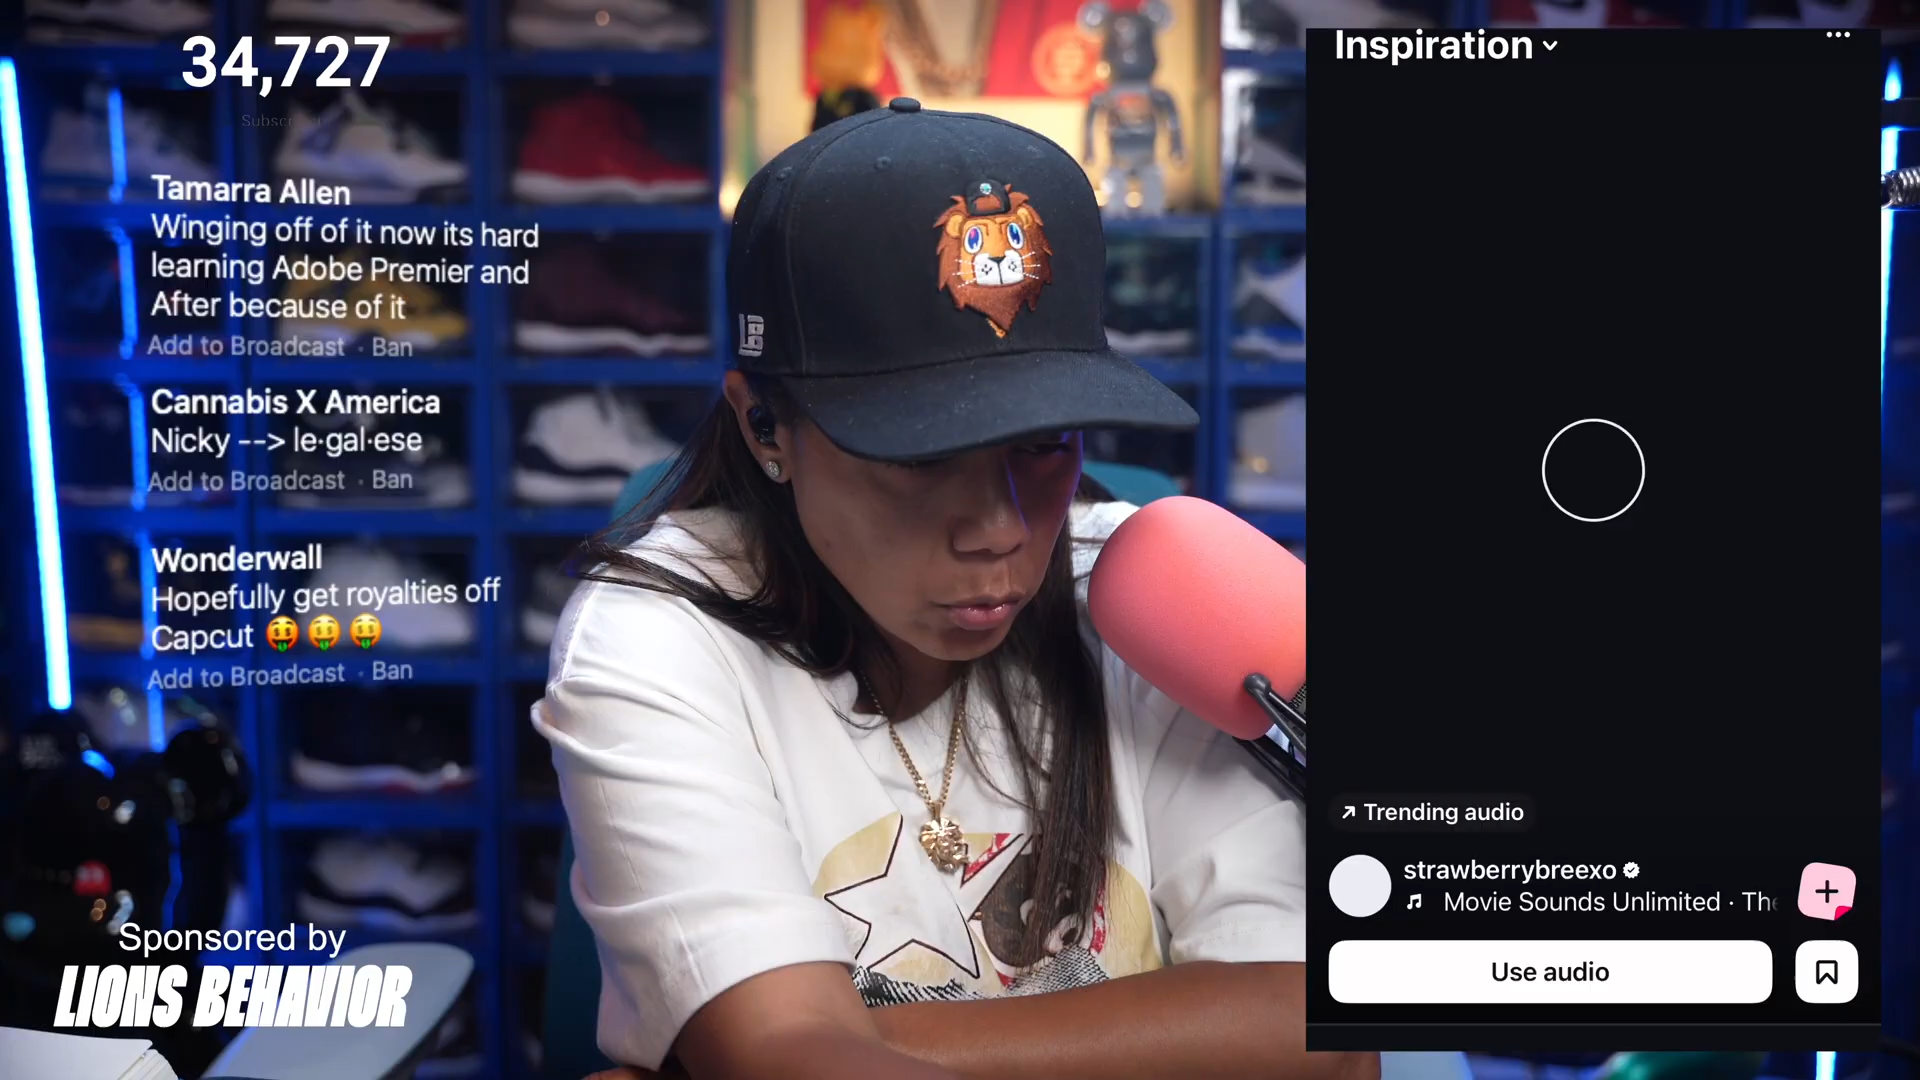 34,727
Tamarra Allen
Winging off of it now its hard
learning Adobe Premier and
After because of it
Add to Broadcast · Ban
Cannabis X America
Nicky --> le·gal·ese
Add to Broadcast · Ban
Wonderwall
Hopefully get royalties off
Capcut 🤑 🤑 🤑
Add to Broadcast · Ban
Sponsored by
LIONS BEHAVIOR
LB
Inspiration
Trending audio
strawberrybreexo
Movie Sounds Unlimited · The
Use audio